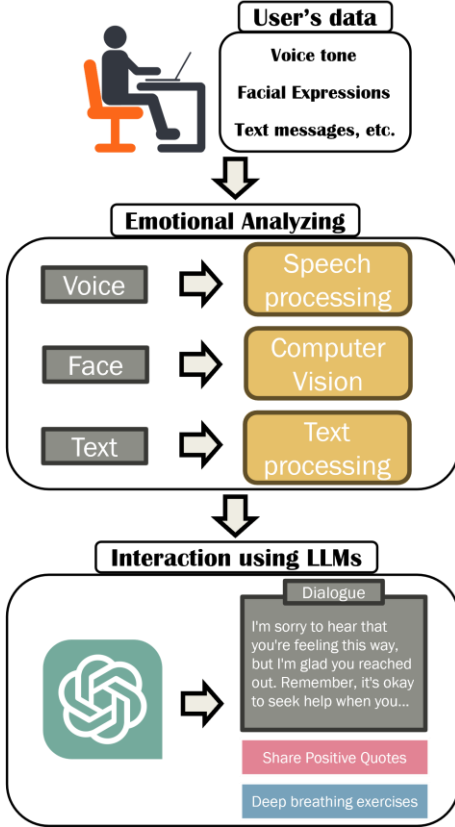 User's data
Voice tone
Facial Expressions
Text messages, etc.
Emotional Analyzing
Voice
Speech
processing
Face
Computer
Vision
Text
Text
processing
Interaction using LLMs
Dialogue
I'm sorry to hear that
you're feeling this way,
but I'm glad you reached
out. Remember, it's okay
to seek help when you...
Share Positive Quotes
Deep breathing exercises